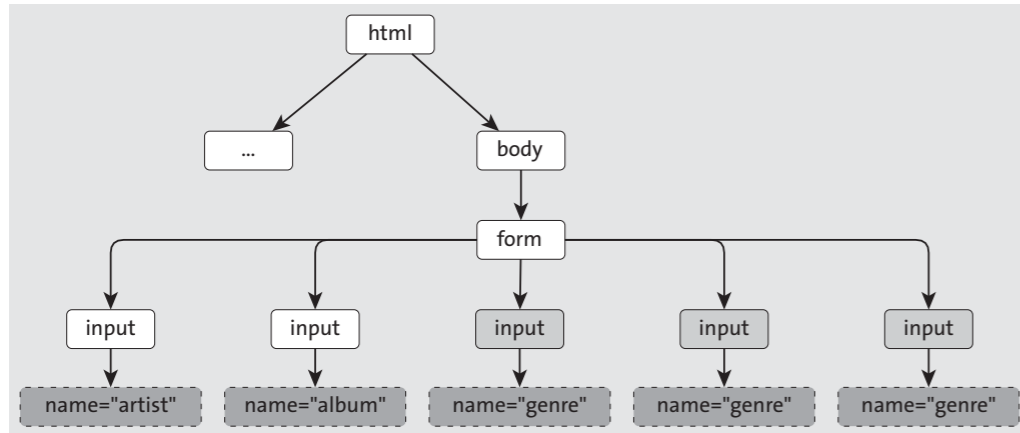 html
...
body
form
input
input
input
input
input
name="artist"
name="album"
name="genre"
name="genre"
name="genre"